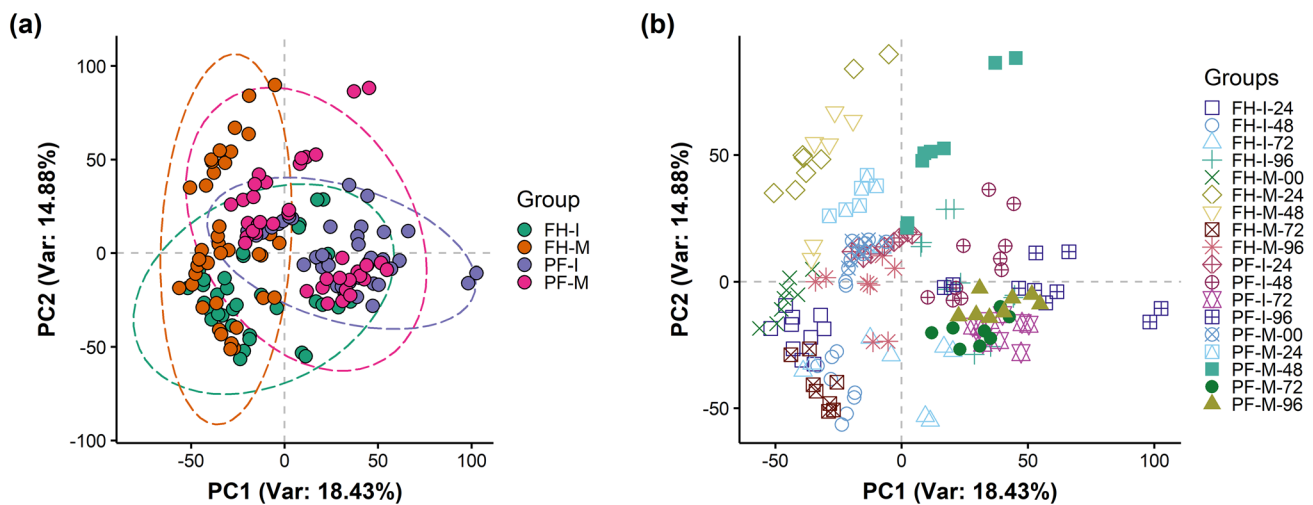 (a)
100
50
0
-50
-100
-50
0
50
100
PC2 (Var: 14.88%)
PC1 (Var: 18.43%)
Group
FH-I
FH-M
PF-I
PF-M
(b)
50
0
-50
-50
0
50
100
PC2 (Var: 14.88%)
PC1 (Var: 18.43%)
Groups
FH-I-24
FH-I-48
FH-I-72
FH-I-96
FH-M-00
FH-M-24
FH-M-48
FH-M-72
FH-M-96
PF-I-24
PF-I-48
PF-I-72
PF-I-96
PF-M-00
PF-M-24
PF-M-48
PF-M-72
PF-M-96